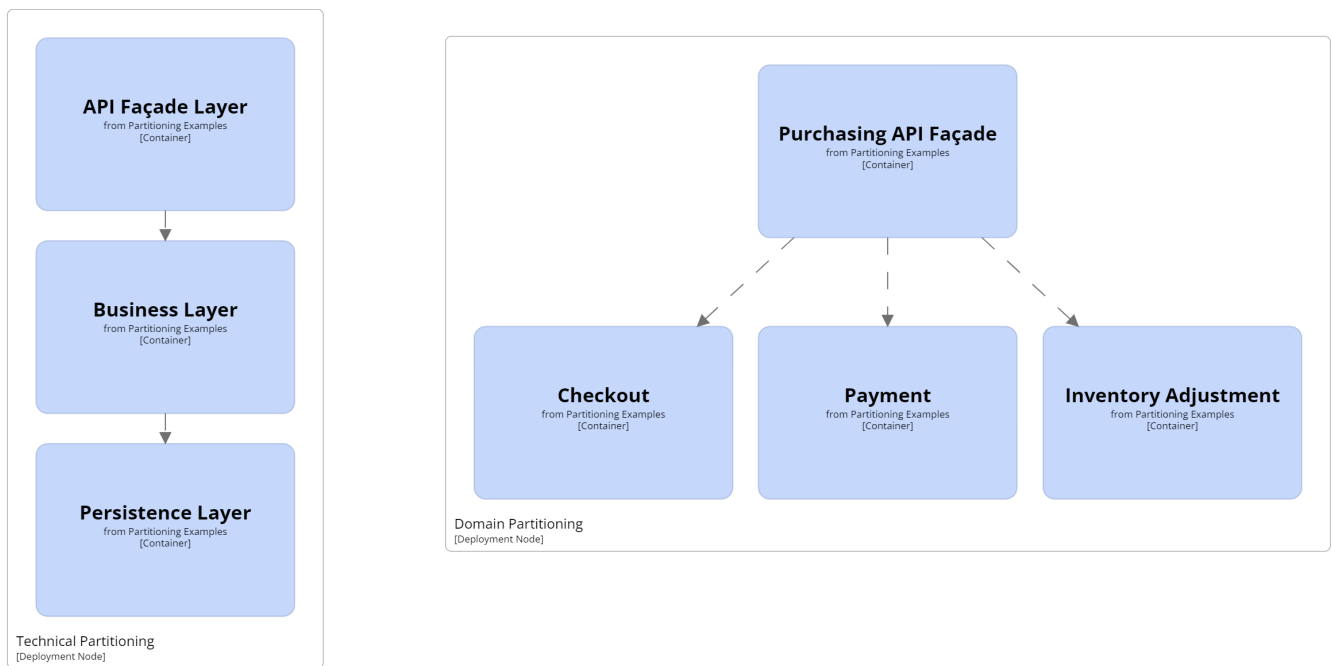 API Façade Layer
from Partitioning Examples
[Container]
Business Layer
from Partitioning Examples
[Container]
Persistence Layer
from Partitioning Examples
[Container]
Technical Partitioning
[Deployment Node]
Purchasing API Façade
from Partitioning Examples
[Container]
Checkout
from Partitioning Examples
[Container]
Payment
from Partitioning Examples
[Container]
Inventory Adjustment
from Partitioning Examples
[Container]
Domain Partitioning
[Deployment Node]